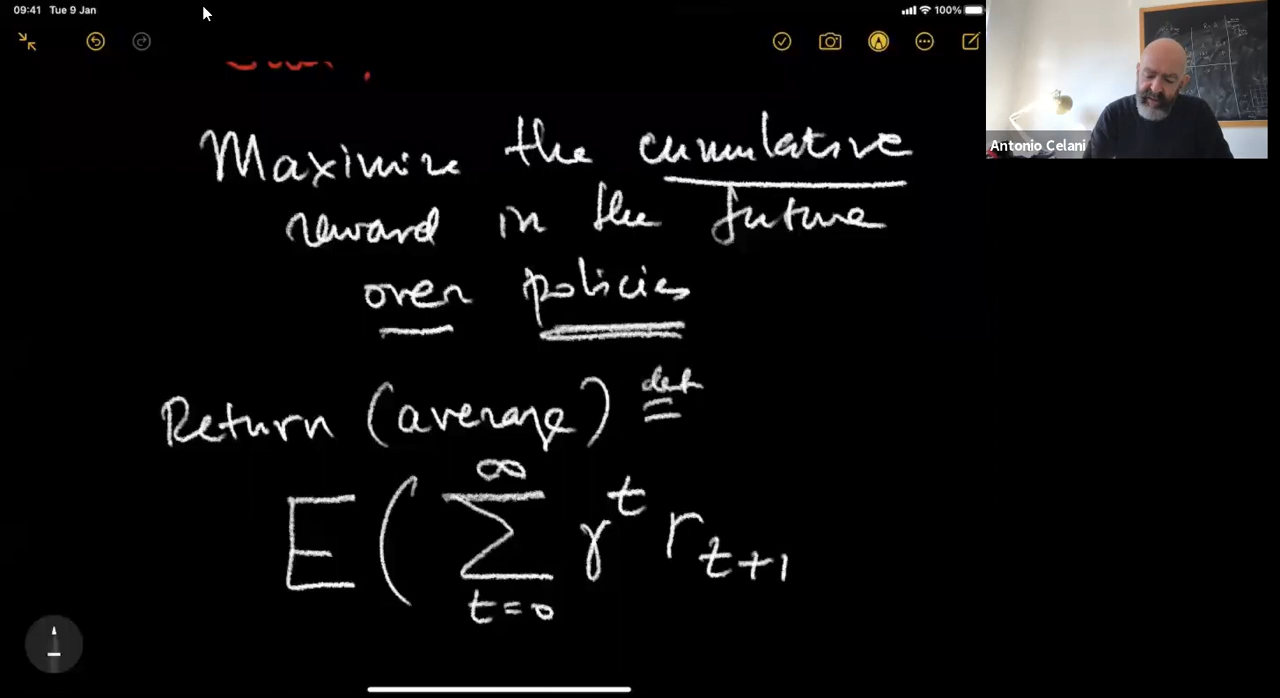 09:41 Tue 9 Jan
100%
Antonio Celani
Maximize the cumulative
reward in the future
over policies
Return (average) def
=
E ( ∞ ∑ t=0 γ^t r_{t+1}